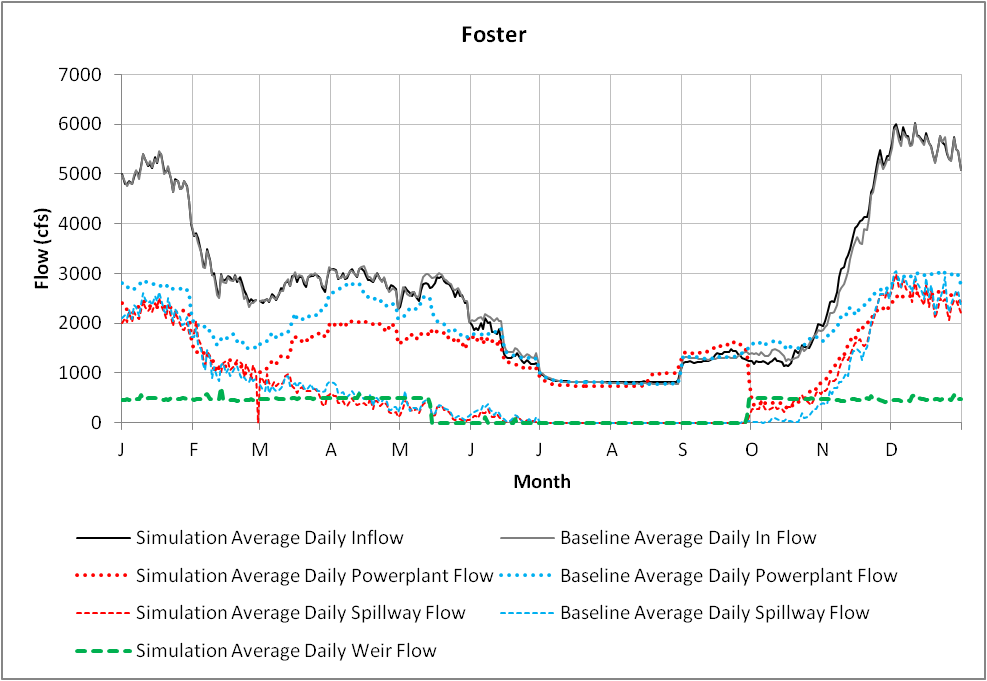 Foster
7000
6000
5000
4000
3000
2000
1000
0
Flow (cfs)
J F M A M J J A S O N D
Month
Simulation Average Daily Inflow
Baseline Average Daily In Flow
Simulation Average Daily Powerplant Flow
Baseline Average Daily Powerplant Flow
Simulation Average Daily Spillway Flow
Baseline Average Daily Spillway Flow
Simulation Average Daily Weir Flow